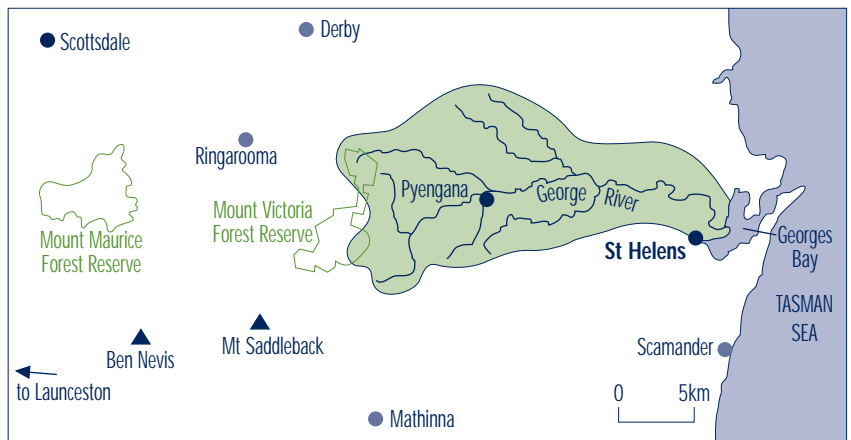 Derby
Scottsdale
Ringarooma
Pyengana
George
River
Mount Victoria
Forest Reserve
Mount Maurice
Forest Reserve
St Helens
Georges
Bay
TASMAN
SEA
Mt Saddleback
Ben Nevis
Scamander
to Launceston
0 5km
Mathinna